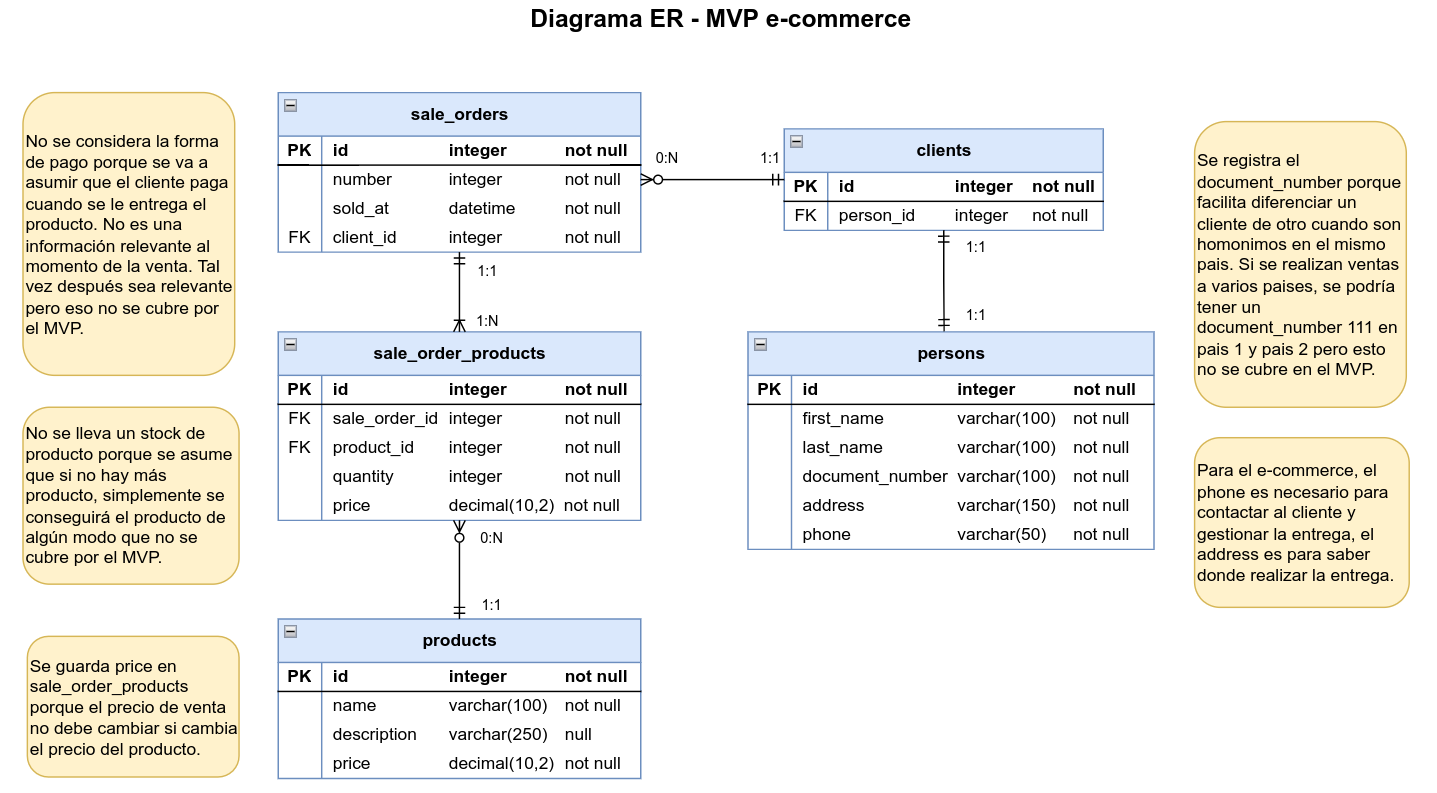 Diagrama ER - MVP e-commerce
No se considera la forma
de pago porque se va a
asumir que el cliente paga
cuando se le entrega el
producto. No es una
información relevante al
momento de la venta. Tal
vez después sea relevante
pero eso no se cubre por
el MVP.
No se lleva un stock de
producto porque se asume
que si no hay más
producto, simplemente se
conseguirá el producto de
algún modo que no se
cubre por el MVP.
Se guarda price en
sale_order_products
porque el precio de venta
no debe cambiar si cambia
el precio del producto.
sale_orders
PK id integer not null
number integer not null
sold_at datetime not null
FK client_id integer not null
0:N 1:1
1:1
1:N
sale_order_products
PK id integer not null
FK sale_order_id integer not null
FK product_id integer not null
quantity integer not null
price decimal(10,2) not null
0:N
1:1
products
PK id integer not null
name varchar(100) not null
description varchar(250) null
price decimal(10,2) not null
clients
PK id integer not null
FK person_id integer not null
1:1
1:1
persons
PK id integer not null
first_name varchar(100) not null
last_name varchar(100) not null
document_number varchar(100) not null
address varchar(150) not null
phone varchar(50) not null
Se registra el
document_number porque
facilita diferenciar un
cliente de otro cuando son
homonimos en el mismo
pais. Si se realizan ventas
a varios paises, se podría
tener un
document_number 111 en
pais 1 y pais 2 pero esto
no se cubre en el MVP.
Para el e-commerce, el
phone es necesario para
contactar al cliente y
gestionar la entrega, el
address es para saber
donde realizar la entrega.